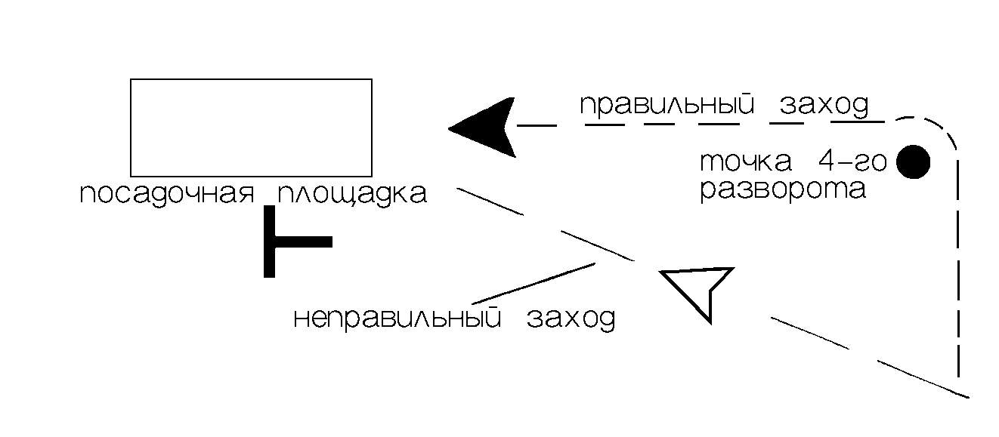 правильный заход
точка 4-го
разворота
посадочная площадка
неправильный заход